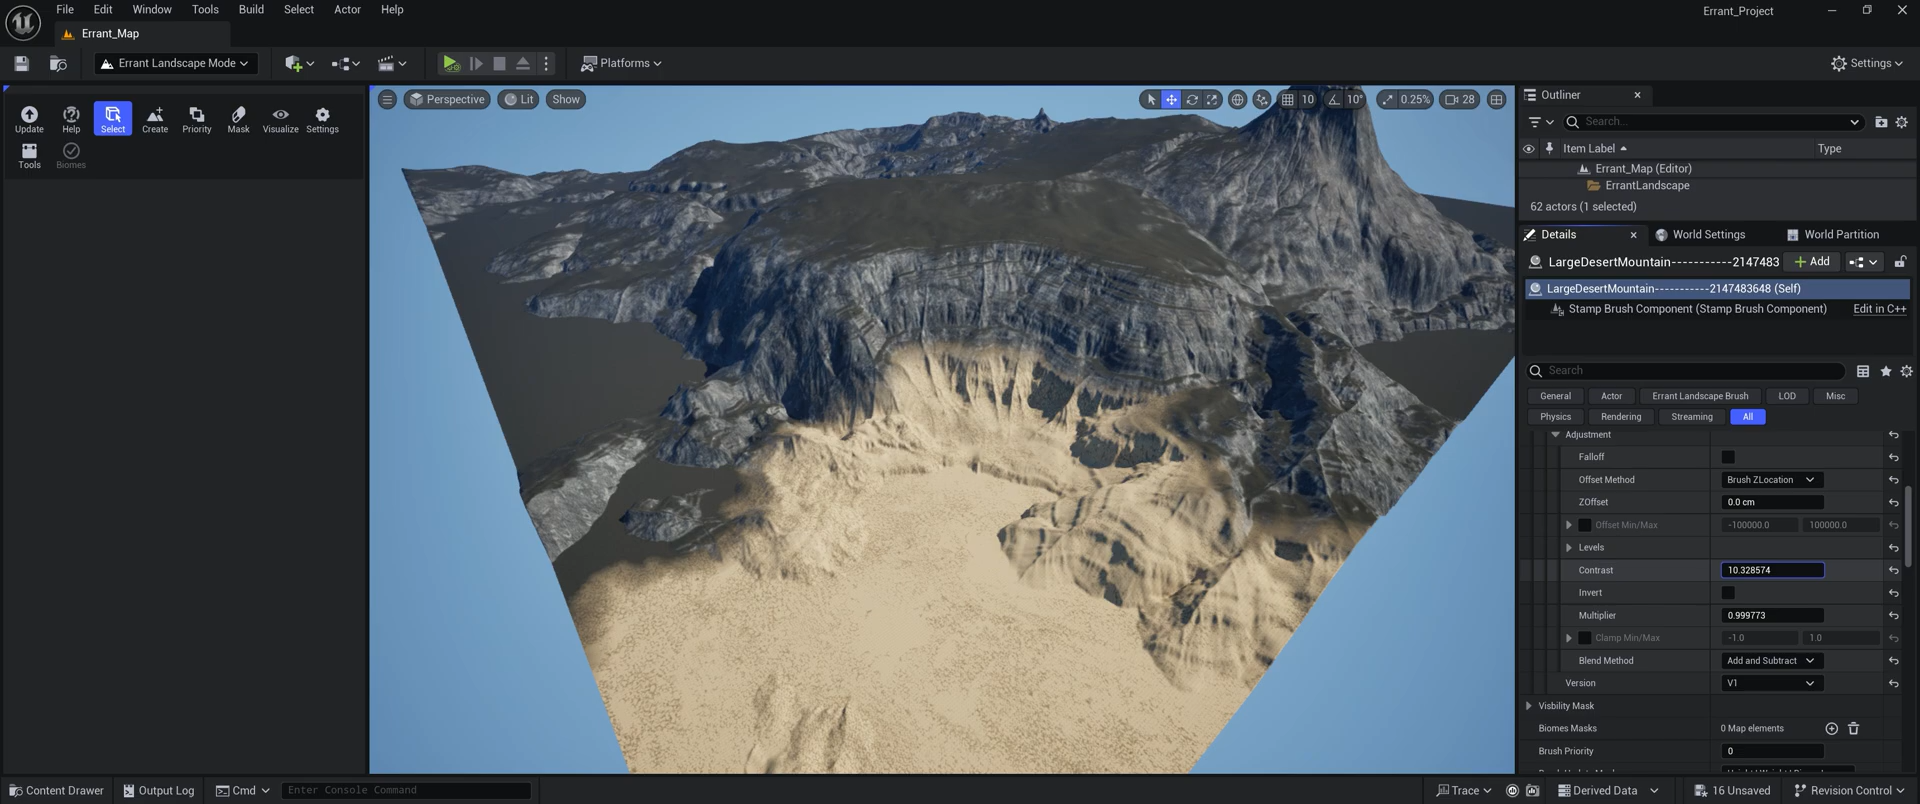 File Edit Window Tools Build Select Actor Help
Errant_Project
Errant_Map
Errant Landscape Mode
Platforms
Settings
Update Help Select Create Priority Mask Visualize Settings
Tools Biomes
Perspective Lit Show
10 10° 0.25% 28
Outliner
Search...
Item Label Type
Errant_Map (Editor)
ErrantLandscape
62 actors (1 selected)
Details World Settings World Partition
LargeDesertMountain-----------2147483 Add
LargeDesertMountain-----------2147483648 (Self)
Stamp Brush Component (Stamp Brush Component) Edit in C++
Search
General Actor Errant Landscape Brush LOD Misc
Physics Rendering Streaming All
Adjustment
Falloff
Offset Method Brush ZLocation
ZOffset 0.0 cm
Offset Min/Max -100000.0 100000.0
Levels
Contrast 10.328574
Invert
Multiplier 0.999773
Clamp Min/Max -1.0 1.0
Blend Method Add and Subtract
Version V1
Visbility Mask
Biomes Masks 0 Map elements
Brush Priority 0
Content Drawer Output Log Cmd Enter Console Command Trace Derived Data 16 Unsaved Revision Control